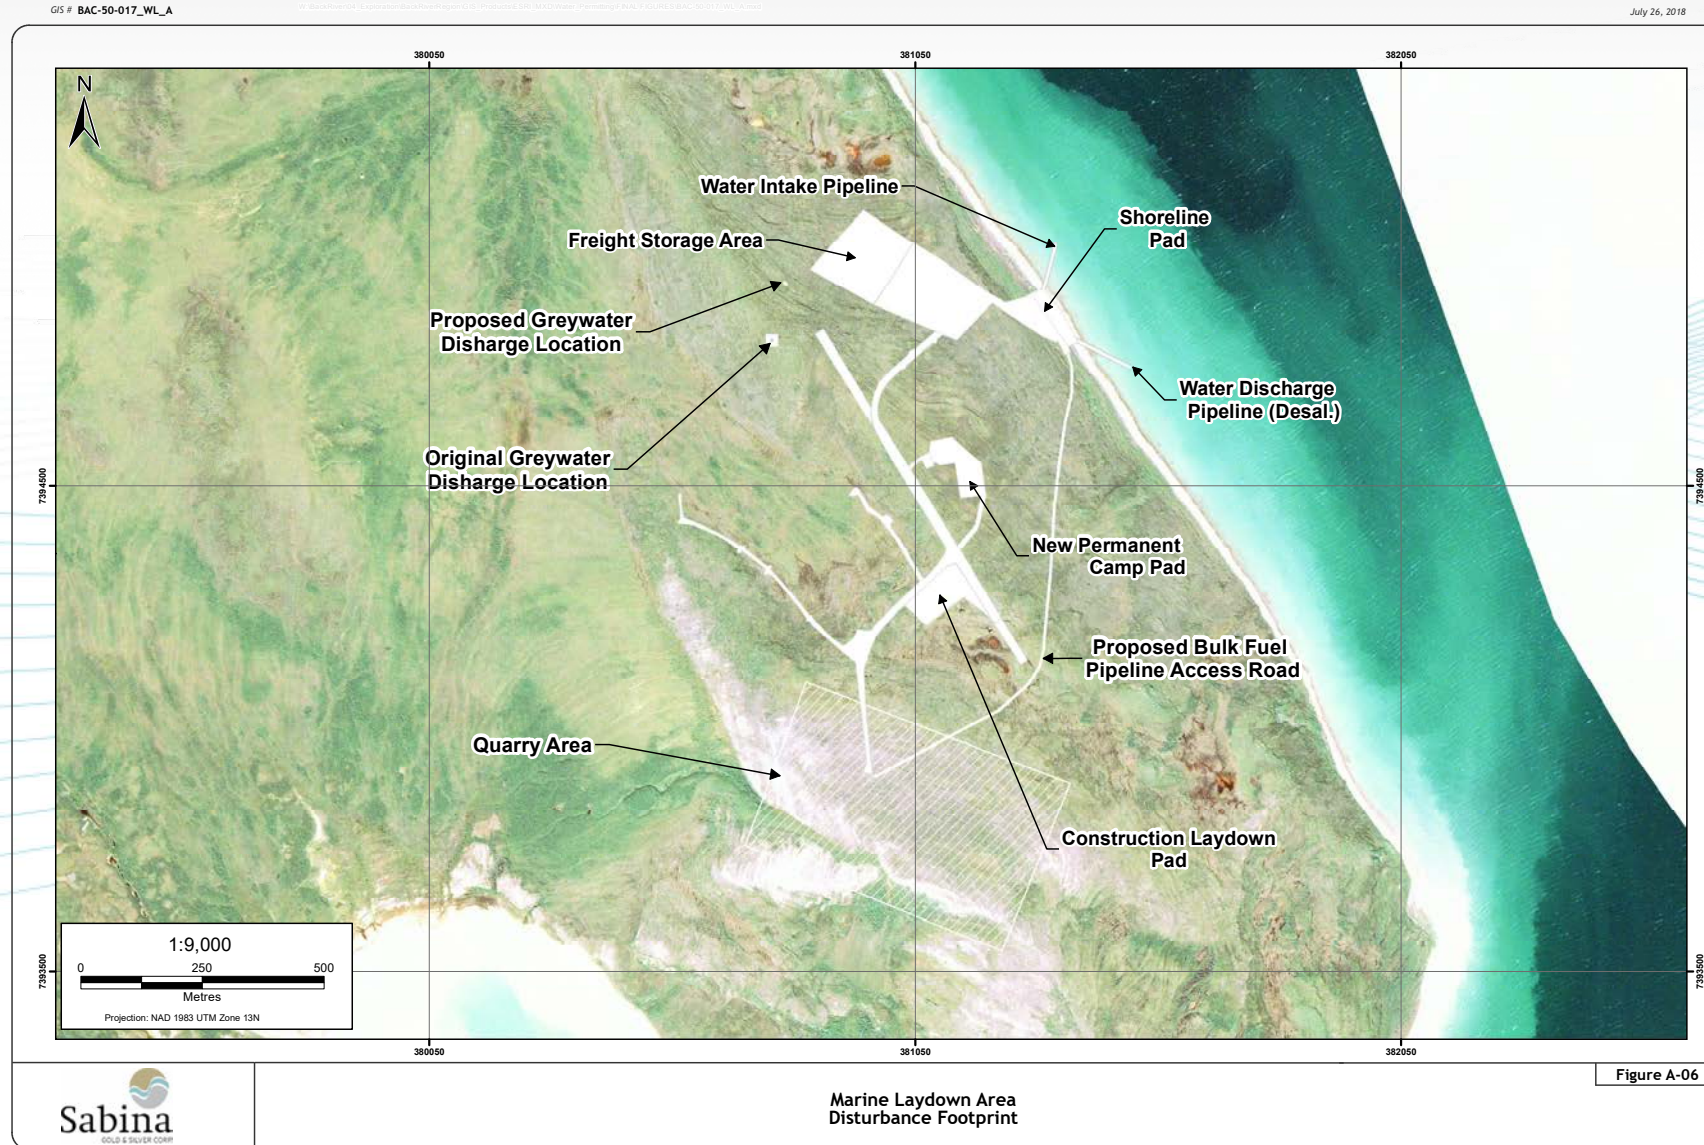 GIS # BAC-50-017_WL_A
July 26, 2018
380050
381050
382050
N
Water Intake Pipeline
Shoreline
Pad
Freight Storage Area
Proposed Greywater
Disharge Location
Water Discharge
Pipeline (Desal.)
Original Greywater
Disharge Location
7394500
7394500
New Permanent
Camp Pad
Proposed Bulk Fuel
Pipeline Access Road
Quarry Area
Construction Laydown
Pad
1:9,000
0 250 500
Metres
Projection: NAD 1983 UTM Zone 13N
7393500
7393500
380050
381050
382050
Figure A-06
Sabina
GOLD & SILVER CORP.
Marine Laydown Area
Disturbance Footprint